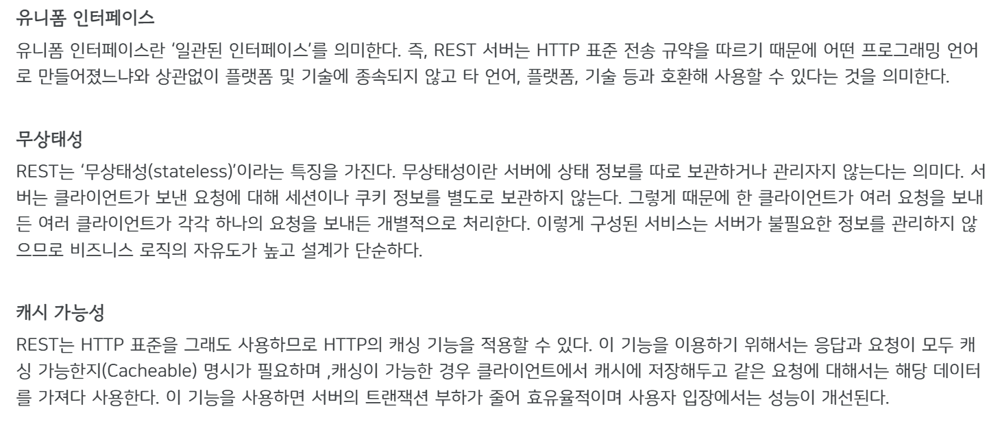 유니폼 인터페이스
유니폼 인터페이스란 ‘일관된 인터페이스’를 의미한다. 즉, REST 서버는 HTTP 표준 전송 규약을 따르기 때문에 어떤 프로그래밍 언어
로 만들어졌느냐와 상관없이 플랫폼 및 기술에 종속되지 않고 타 언어, 플랫폼, 기술 등과 호환해 사용할 수 있다는 것을 의미한다.
무상태성
REST는 ‘무상태성(stateless)’이라는 특징을 가진다. 무상태성이란 서버에 상태 정보를 따로 보관하거나 관리자지 않는다는 의미다. 서
버는 클라이언트가 보낸 요청에 대해 세션이나 쿠키 정보를 별도로 보관하지 않는다. 그렇게 때문에 한 클라이언트가 여러 요청을 보내
든 여러 클라이언트가 각각 하나의 요청을 보내든 개별적으로 처리한다. 이렇게 구성된 서비스는 서버가 불필요한 정보를 관리하지 않
으므로 비즈니스 로직의 자유도가 높고 설계가 단순하다.
캐시 가능성
REST는 HTTP 표준을 그래도 사용하므로 HTTP의 캐싱 기능을 적용할 수 있다. 이 기능을 이용하기 위해서는 응답과 요청이 모두 캐
싱 가능한지(Cacheable) 명시가 필요하며 ,캐싱이 가능한 경우 클라이언트에서 캐시에 저장해두고 같은 요청에 대해서는 해당 데이터
를 가져다 사용한다. 이 기능을 사용하면 서버의 트랜잭션 부하가 줄어 효유율적이며 사용자 입장에서는 성능이 개선된다.